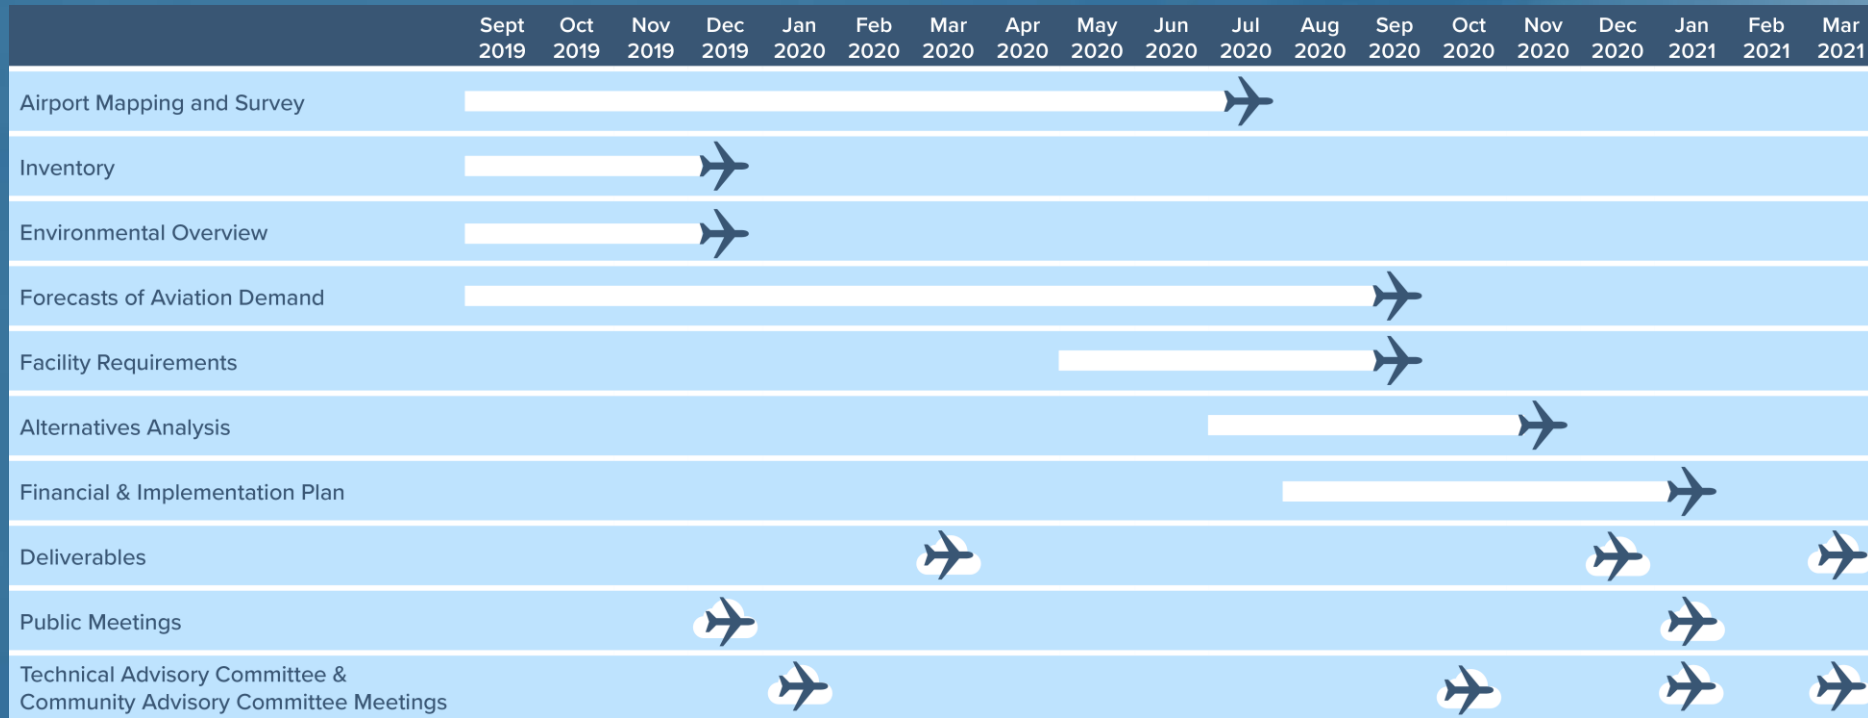 Sept Oct Nov Dec Jan Feb Mar Apr May Jun Jul Aug Sep Oct Nov Dec Jan Feb Mar
2019 2019 2019 2019 2020 2020 2020 2020 2020 2020 2020 2020 2020 2020 2020 2020 2021 2021 2021
Airport Mapping and Survey
Inventory
Environmental Overview
Forecasts of Aviation Demand
Facility Requirements
Alternatives Analysis
Financial & Implementation Plan
Deliverables
Public Meetings
Technical Advisory Committee &
Community Advisory Committee Meetings